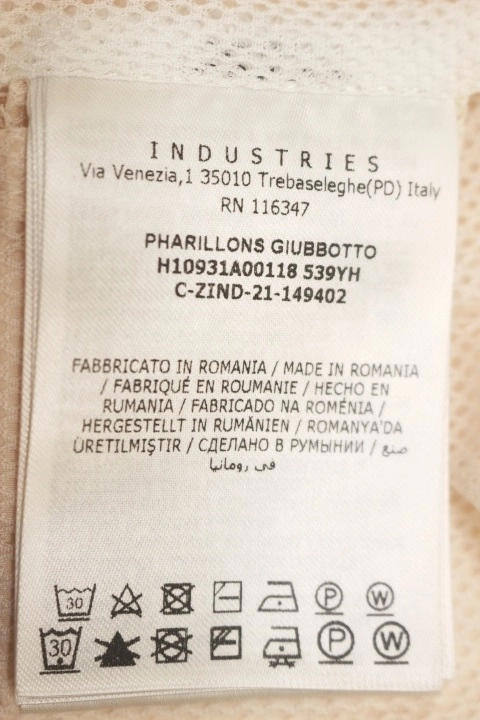 INDUSTRIES
Via Venezia,1 35010 Trebaseleghe(PD) Italy
RN 116347
PHARILLONS GIUBBOTTO
H10931A00118 539YH
C-ZIND-21-149402
FABBRICATO IN ROMANIA / MADE IN ROMANIA
/ FABRIQUÉ EN ROUMANIE / HECHO EN
RUMANIA / FABRICADO NA ROMÉNIA /
HERGESTELLT IN RUMÄNIEN / ROMANYA'DA
ÜRETILMIŞTIR / СДЕЛАНО В РУМЫНИИ / صنع
في رومانيا
30 P W
30 P W